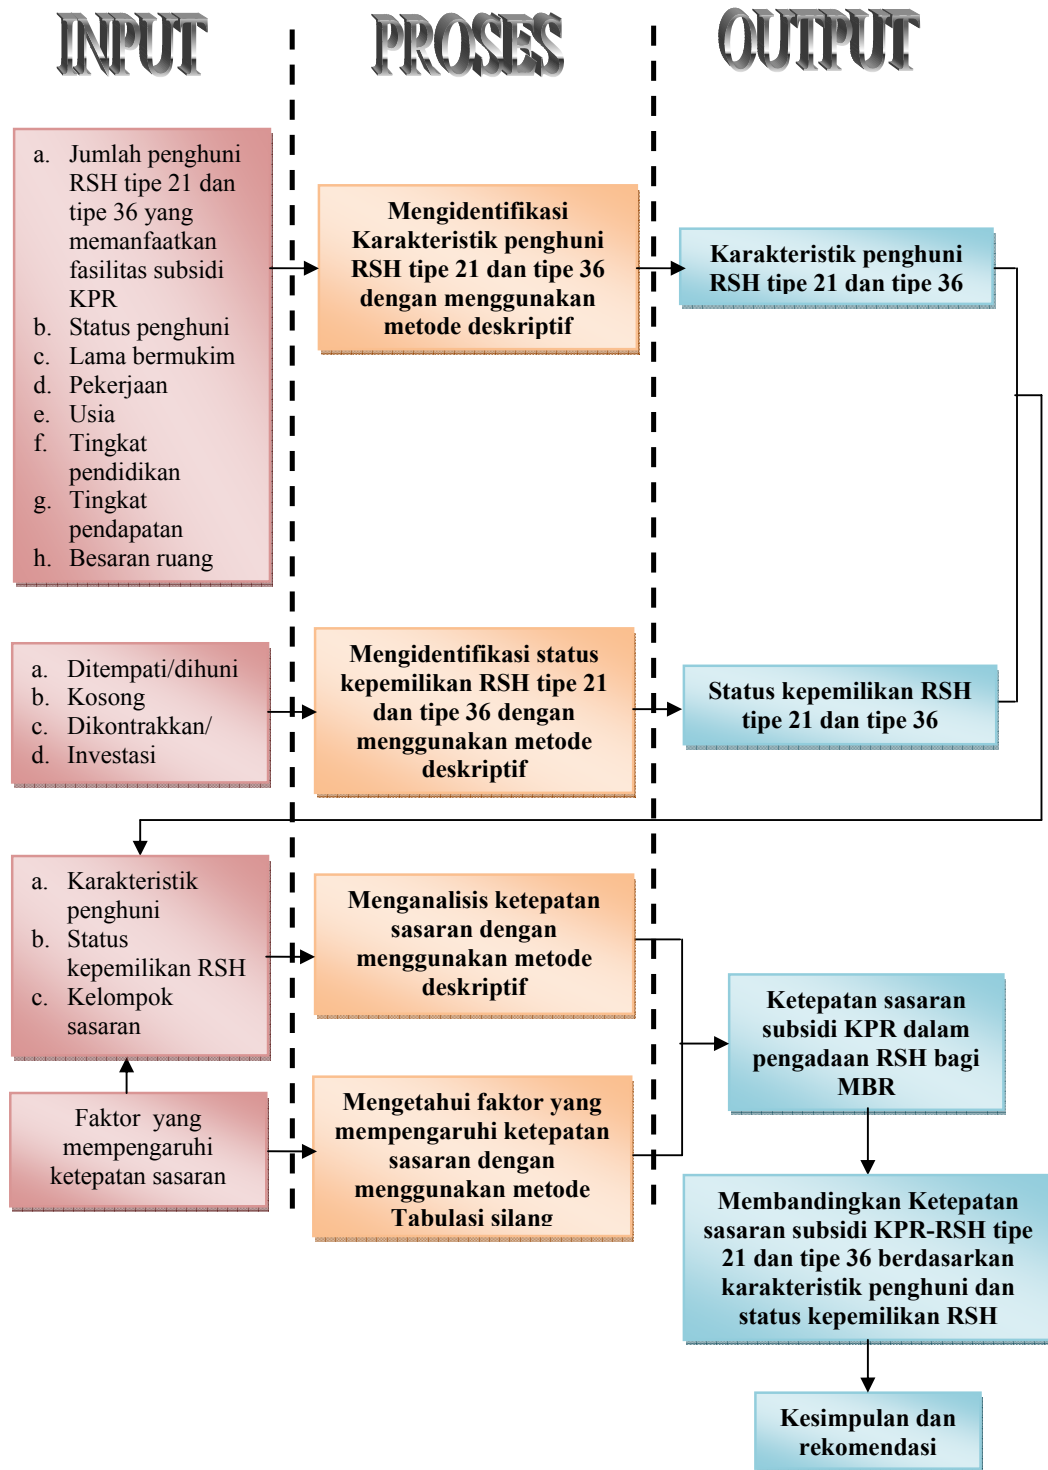 INPUT
PROSES
OUTPUT
a. Jumlah penghuni
RSH tipe 21 dan
tipe 36 yang
memanfaatkan
fasilitas subsidi
KPR
b. Status penghuni
c. Lama bermukim
d. Pekerjaan
e. Usia
f. Tingkat
pendidikan
g. Tingkat
pendapatan
h. Besaran ruang
Mengidentifikasi
Karakteristik penghuni
RSH tipe 21 dan tipe 36
dengan menggunakan
metode deskriptif
Karakteristik penghuni
RSH tipe 21 dan tipe 36
a. Ditempati/dihuni
b. Kosong
c. Dikontrakkan/
d. Investasi
Mengidentifikasi status
kepemilikan RSH tipe 21
dan tipe 36 dengan
menggunakan metode
deskriptif
Status kepemilikan RSH
tipe 21 dan tipe 36
a. Karakteristik
penghuni
b. Status
kepemilikan RSH
c. Kelompok
sasaran
Menganalisis ketepatan
sasaran dengan
menggunakan metode
deskriptif
Faktor yang
mempengaruhi
ketepatan sasaran
Mengetahui faktor yang
mempengaruhi ketepatan
sasaran dengan
menggunakan metode
Tabulasi silang
Ketepatan sasaran
subsidi KPR dalam
pengadaan RSH bagi
MBR
Membandingkan Ketepatan
sasaran subsidi KPR-RSH tipe
21 dan tipe 36 berdasarkan
karakteristik penghuni dan
status kepemilikan RSH
Kesimpulan dan
rekomendasi